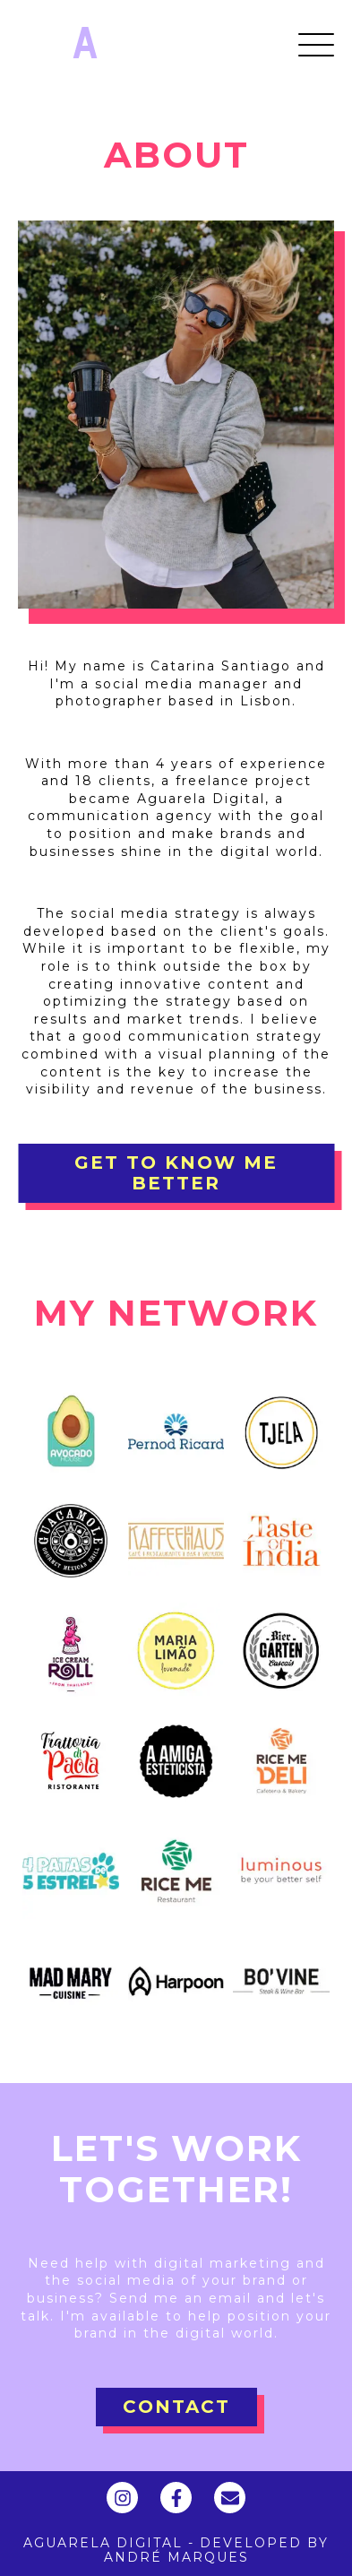 A
ABOUT
Hi! My name is Catarina Santiago and
I'm a social media manager and
photographer based in Lisbon.
With more than 4 years of experience
and 18 clients, a freelance project
became Aguarela Digital, a
communication agency with the goal
to position and make brands and
businesses shine in the digital world.
The social media strategy is always
developed based on the client's goals.
While it is important to be flexible, my
role is to think outside the box by
creating innovative content and
optimizing the strategy based on
results and market trends. I believe
that a good communication strategy
combined with a visual planning of the
content is the key to increase the
visibility and revenue of the business.
GET TO KNOW ME
BETTER
MY NETWORK
AVOCADO
HOUSE
Pernod Ricard
TJELA
GUACAMOLE
GOURMET MEXICAN GRILL
KAFFEEHAUS
Taste
of
India
ICE CREAM
ROLL
MARIA
LIMÃO
lovemade
Bier
GARTEN
Cascais
Trattoria
di
Paola
RISTORANTE
A AMIGA
ESTETICISTA
RICE ME
DELI
Cafeteria & Bakery
4 PATAS
5 ESTRELAS
RICE ME
Restaurant
luminous
be your better self
MAD MARY
CUISINE
Harpoon
BO'VINE
Steak & Wine Bar
LET'S WORK
TOGETHER!
Need help with digital marketing and
the social media of your brand or
business? Send me an email and let's
talk. I'm available to help position your
brand in the digital world.
CONTACT
AGUARELA DIGITAL - DEVELOPED BY
ANDRÉ MARQUES